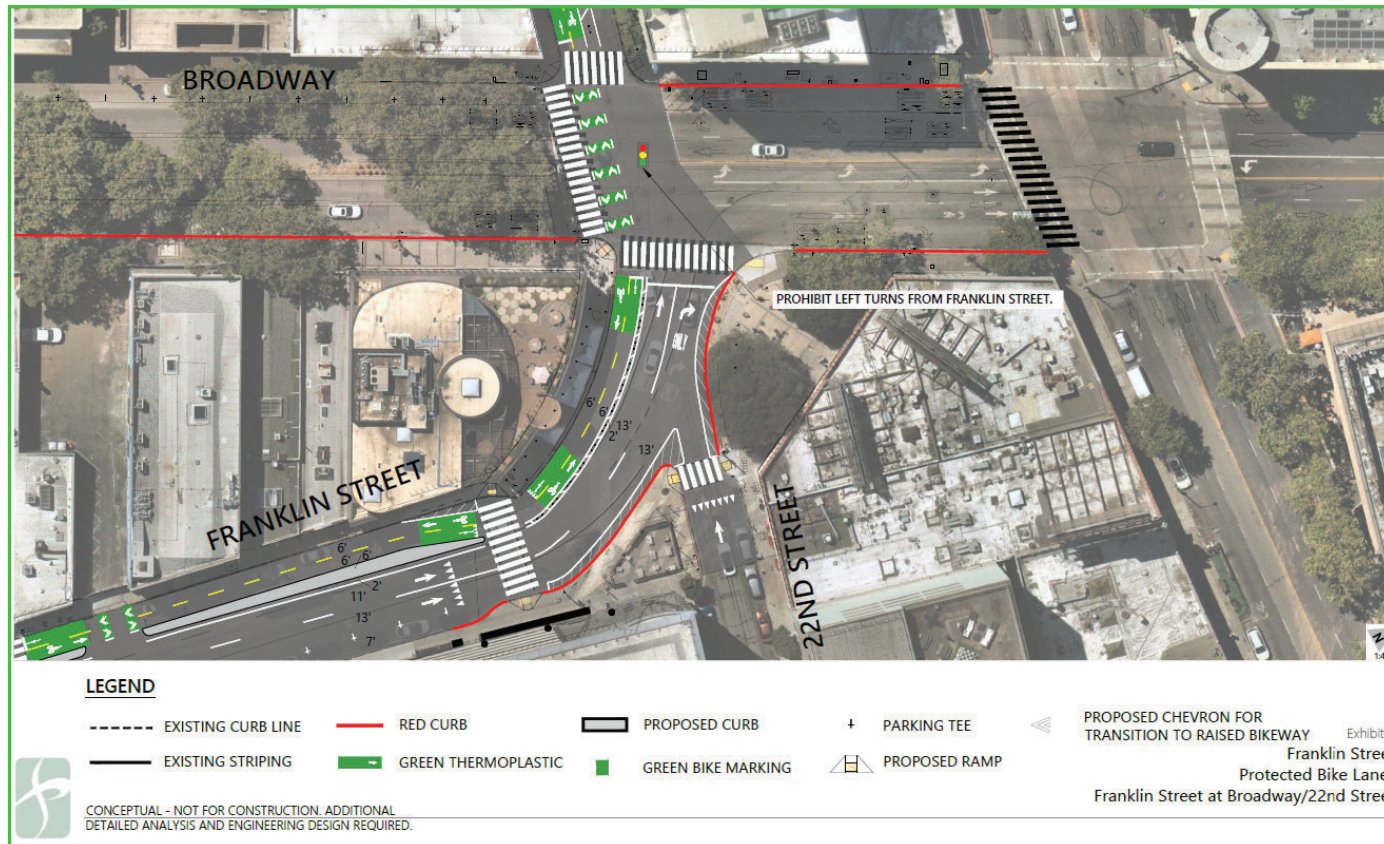 BROADWAY
PROHIBIT LEFT TURNS FROM FRANKLIN STREET.
6'
6'
13'
2'
13'
FRANKLIN STREET
22ND STREET
6'
6'
6'
2'
11'
13'
7'
N
LEGEND
EXISTING CURB LINE
RED CURB
PROPOSED CURB
PARKING TEE
PROPOSED CHEVRON FOR
TRANSITION TO RAISED BIKEWAY
EXISTING STRIPING
GREEN THERMOPLASTIC
GREEN BIKE MARKING
PROPOSED RAMP
Exhibit
Franklin Stree
Protected Bike Lane
Franklin Street at Broadway/22nd Stree
CONCEPTUAL - NOT FOR CONSTRUCTION. ADDITIONAL
DETAILED ANALYSIS AND ENGINEERING DESIGN REQUIRED.